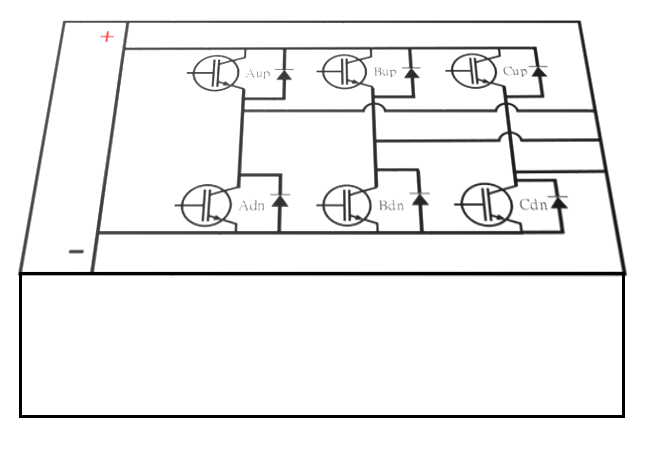 +
Aup Bup Cup
Adn Bdn Cdn
−